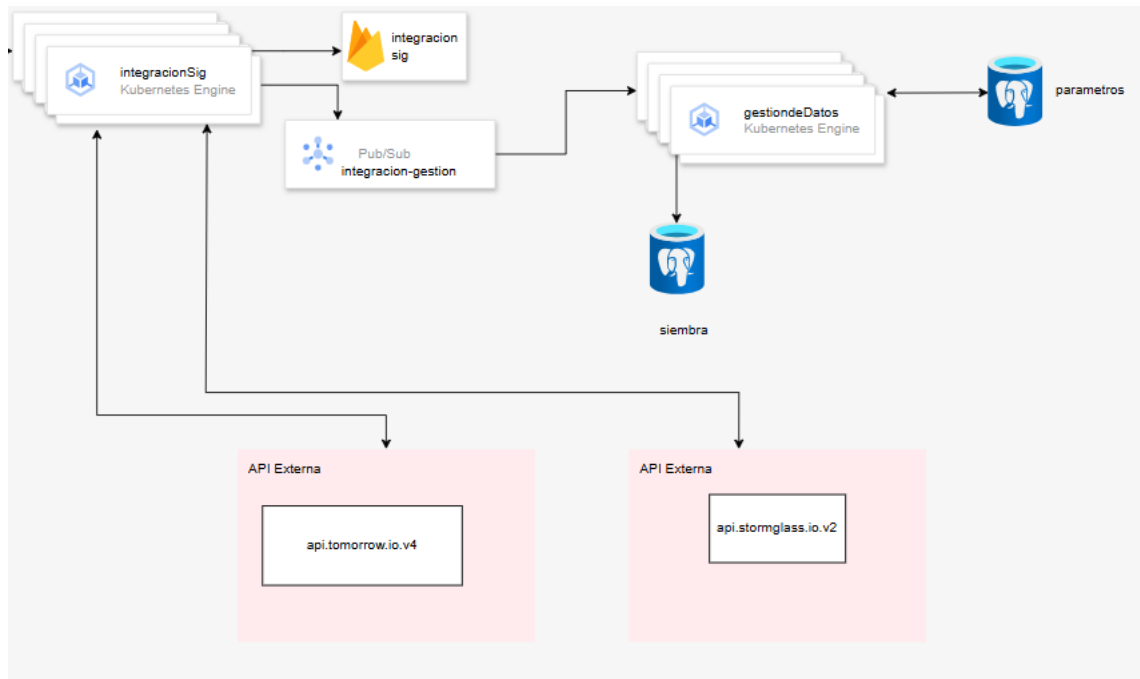 integracionSig
Kubernetes Engine
integracion
sig
Pub/Sub
integracion-gestion
gestiondeDatos
Kubernetes Engine
parametros
siembra
API Externa
api.tomorrow.io.v4
API Externa
api.stormglass.io.v2